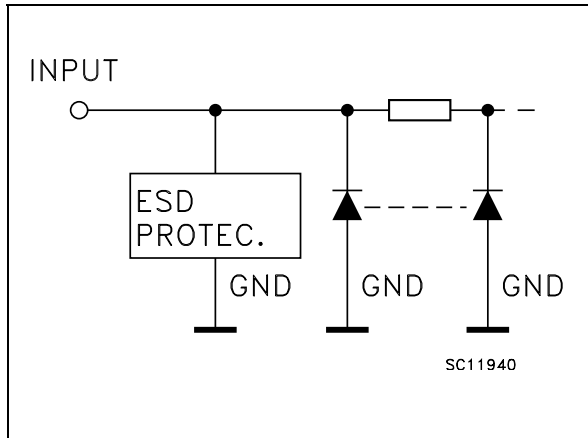 INPUT
ESD
PROTEC.
GND GND GND
SC11940